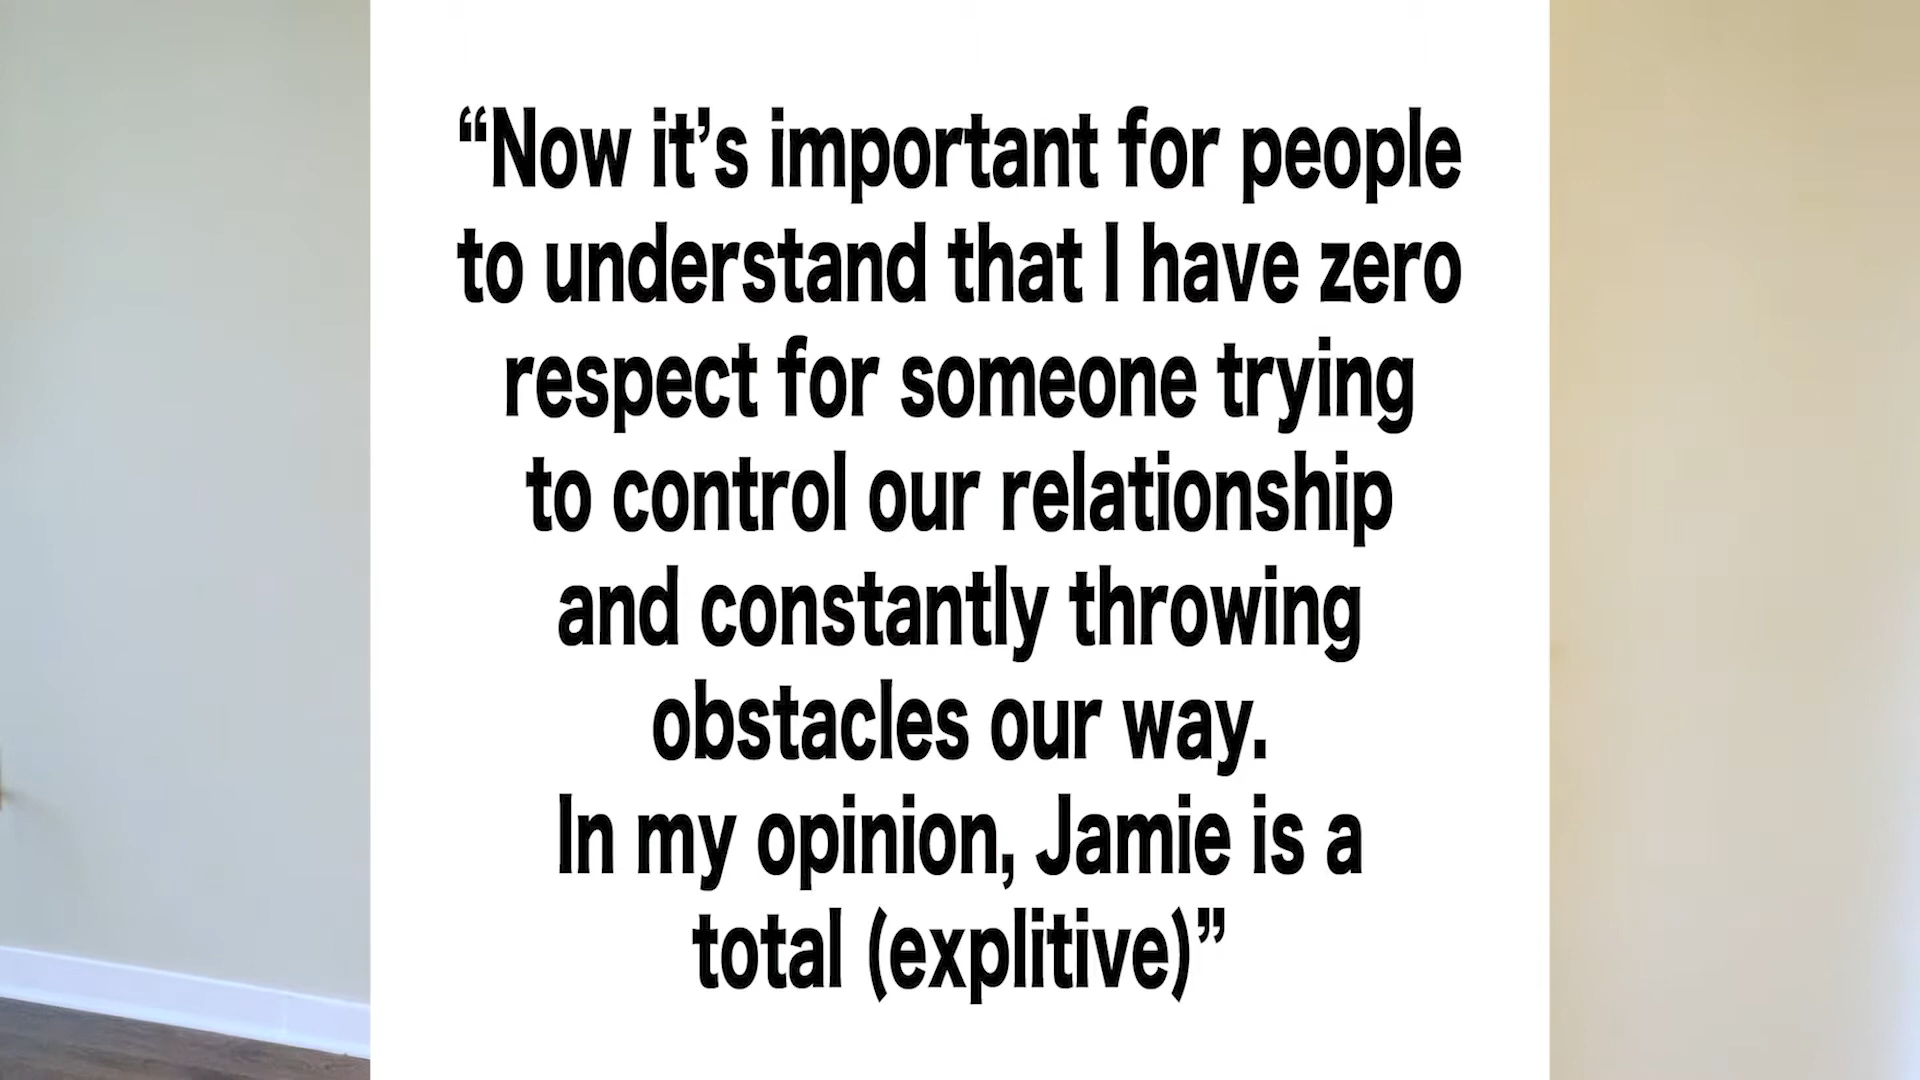 “Now it’s important for people
to understand that I have zero
respect for someone trying
to control our relationship
and constantly throwing
obstacles our way.
In my opinion, Jamie is a
total (explitive)”